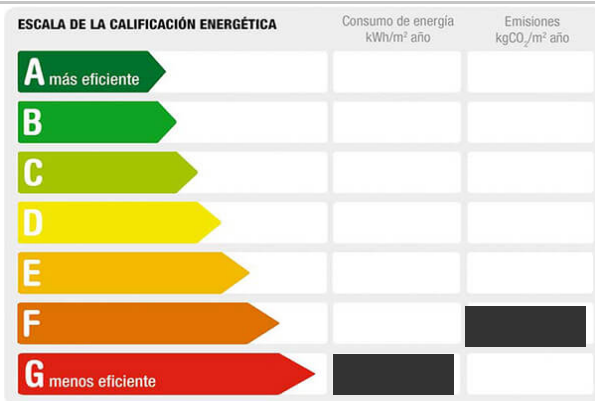 ESCALA DE LA CALIFICACIÓN ENERGÉTICA
Consumo de energía
kWh/m² año
Emisiones
kgCO₂/m² año
A más eficiente
B
C
D
E
F
G menos eficiente